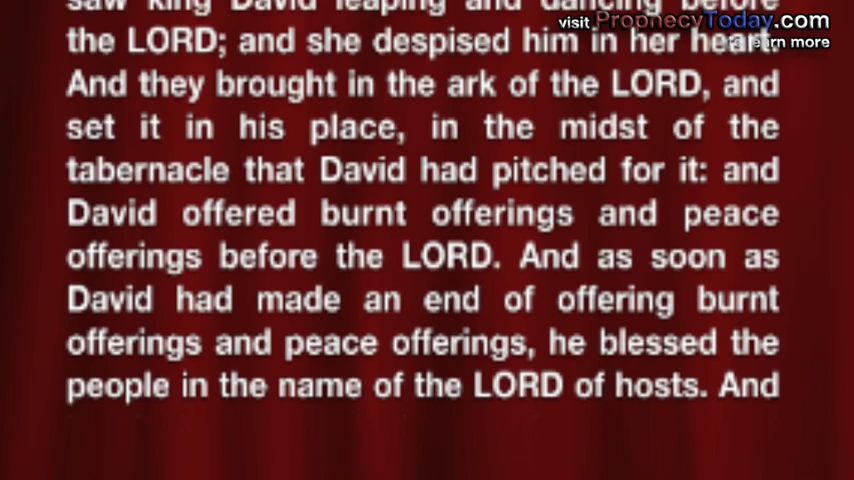 saw king David leaping and dancing before
the LORD; and she despised him in her heart.
And they brought in the ark of the LORD, and
set it in his place, in the midst of the
tabernacle that David had pitched for it: and
David offered burnt offerings and peace
offerings before the LORD. And as soon as
David had made an end of offering burnt
offerings and peace offerings, he blessed the
people in the name of the LORD of hosts. And
visit ProphecyToday.com
to learn more